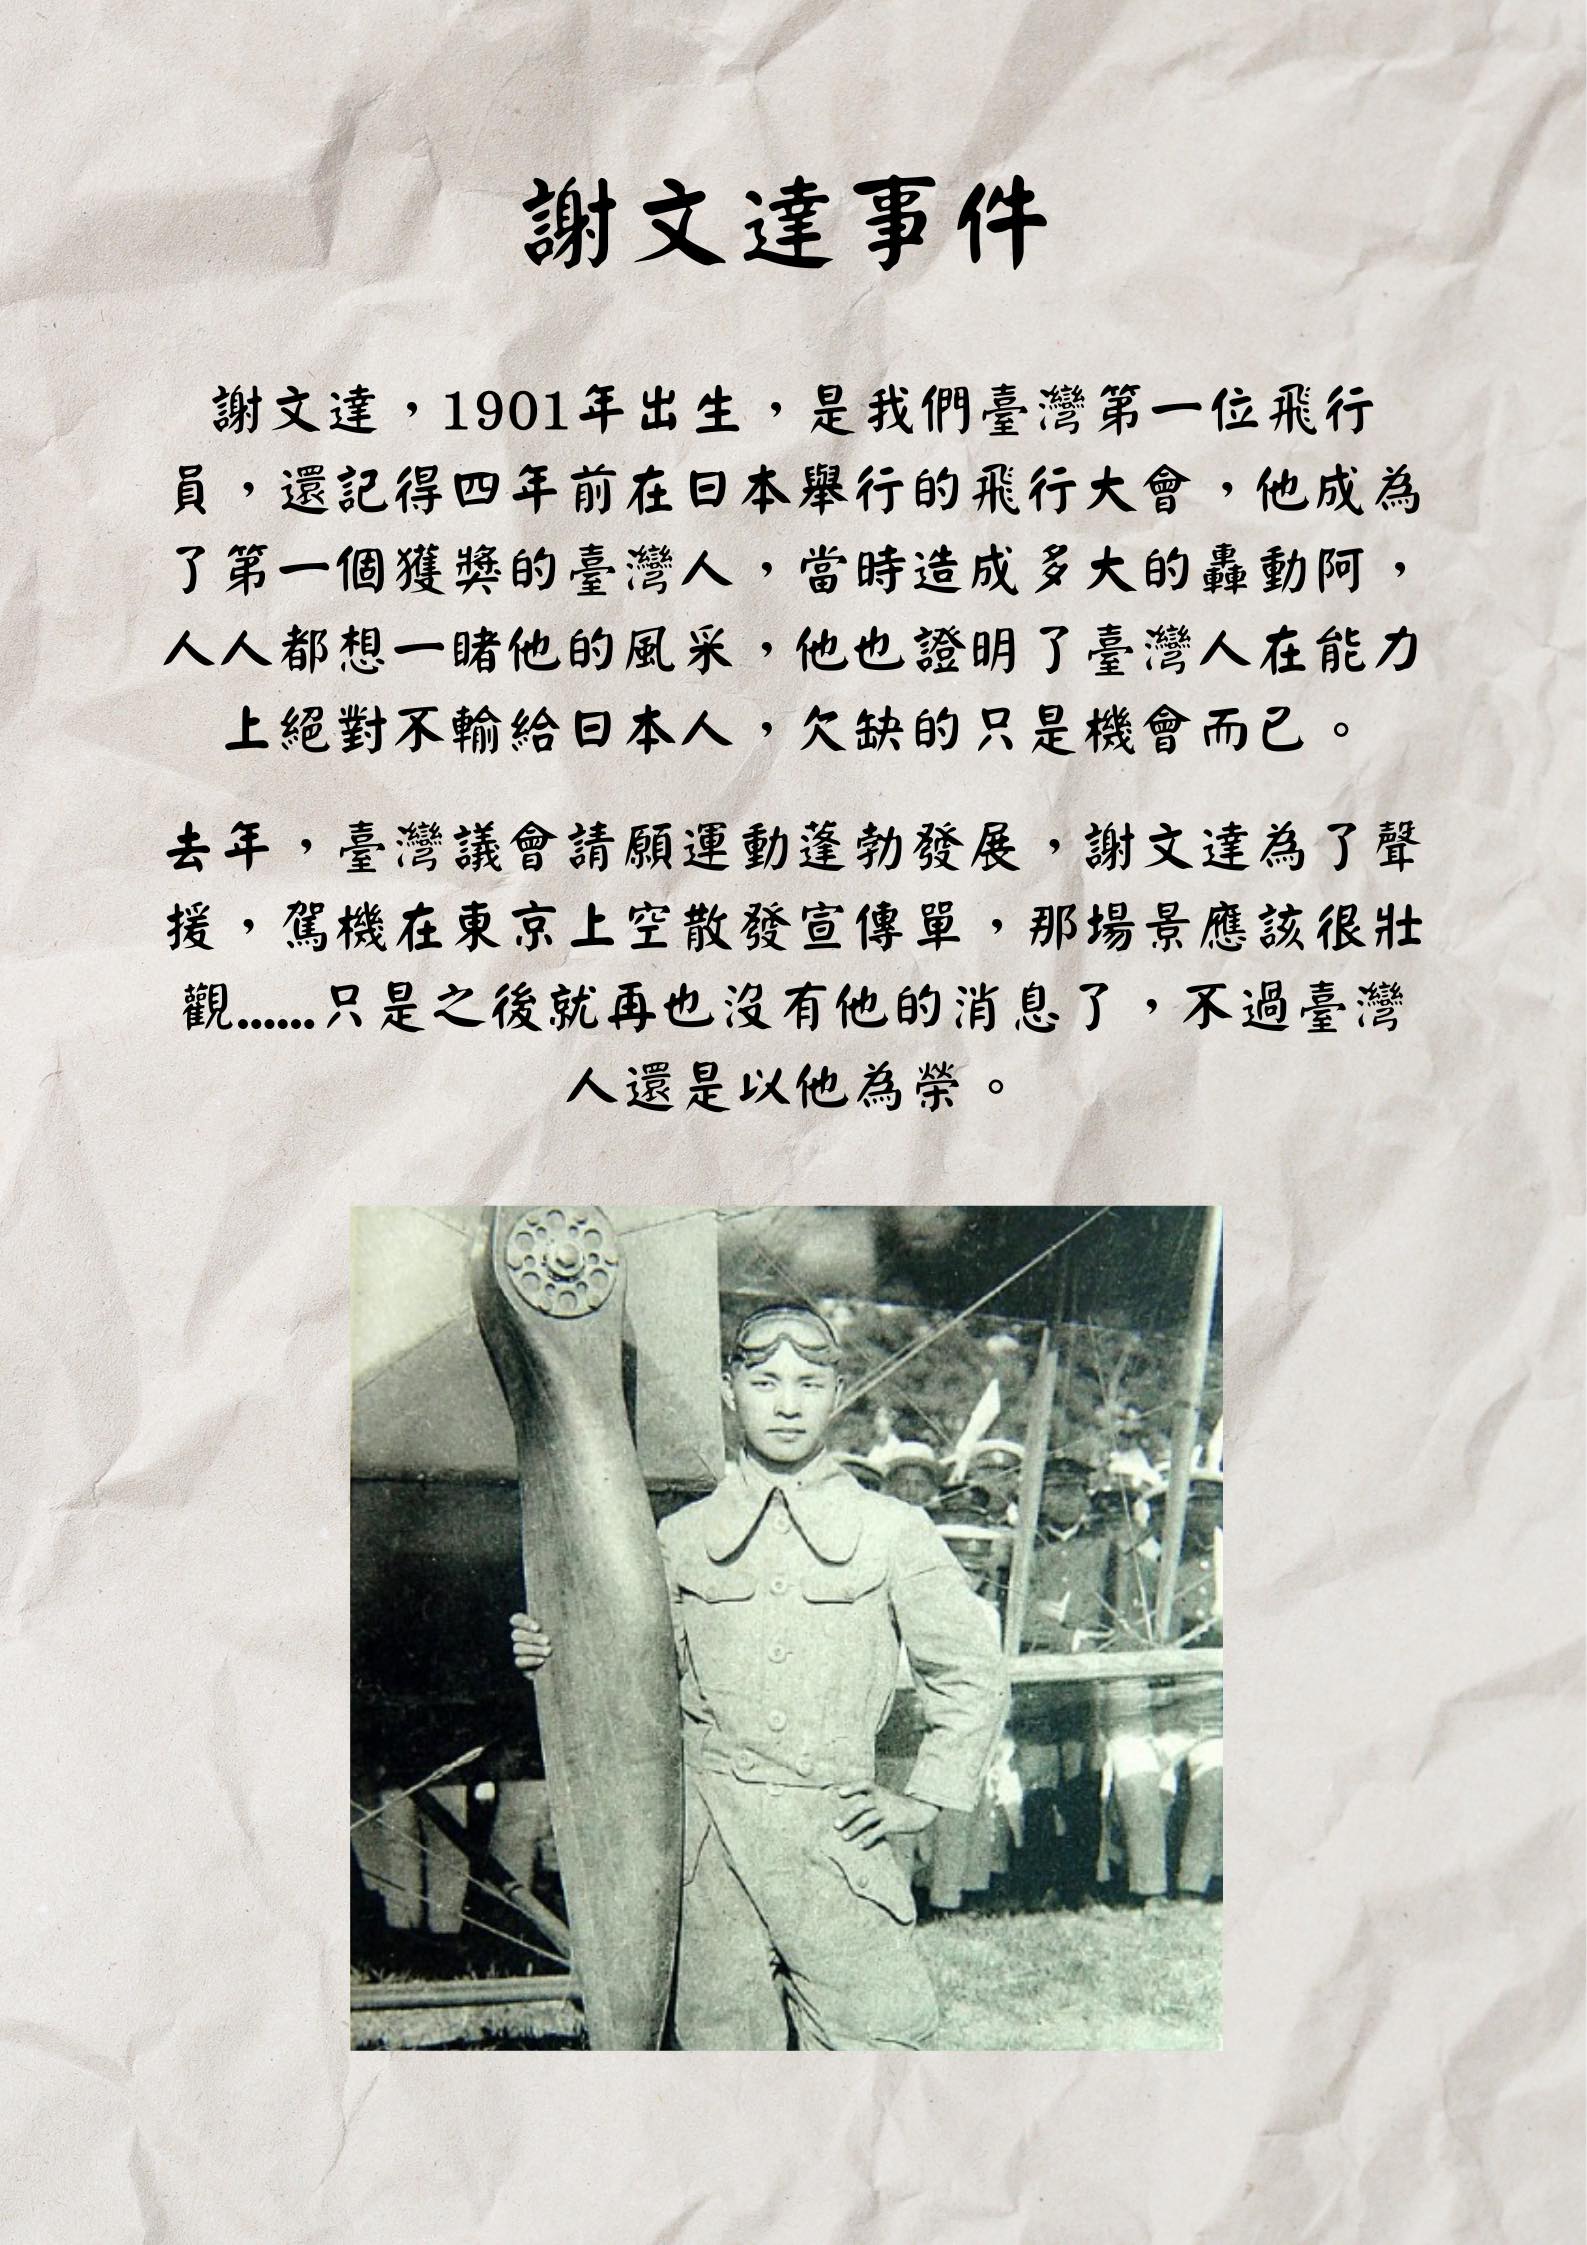 謝文達事件
謝文達，1901年出生，是我們臺灣第一位飛行
員，還記得四年前在日本舉行的飛行大會，他成為
了第一個獲獎的臺灣人，當時造成多大的轟動阿，
人人都想一睹他的風采，他也證明了臺灣人在能力
上絕對不輸給日本人，欠缺的只是機會而已。
去年，臺灣議會請願運動蓬勃發展，謝文達為了聲
援，駕機在東京上空散發宣傳單，那場景應該很壯
觀......只是之後就再也沒有他的消息了，不過臺灣
人還是以他為榮。